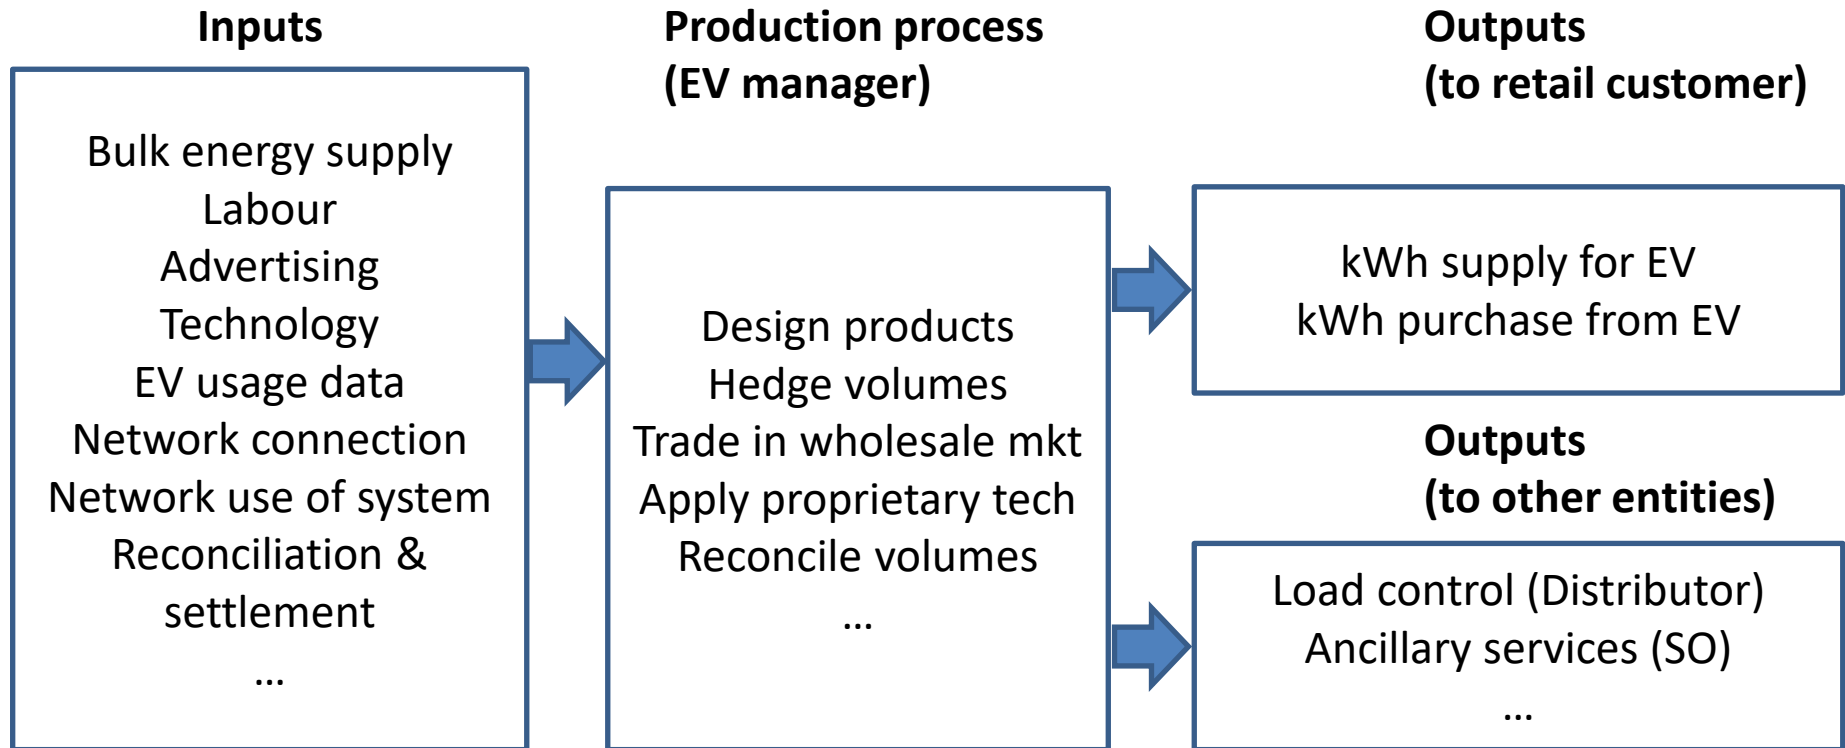 Inputs
Bulk energy supply
Labour
Advertising
Technology
EV usage data
Network connection
Network use of system
Reconciliation &
settlement
...
Production process
(EV manager)
Design products
Hedge volumes
Trade in wholesale mkt
Apply proprietary tech
Reconcile volumes
...
Outputs
(to retail customer)
kWh supply for EV
kWh purchase from EV
Outputs
(to other entities)
Load control (Distributor)
Ancillary services (SO)
...